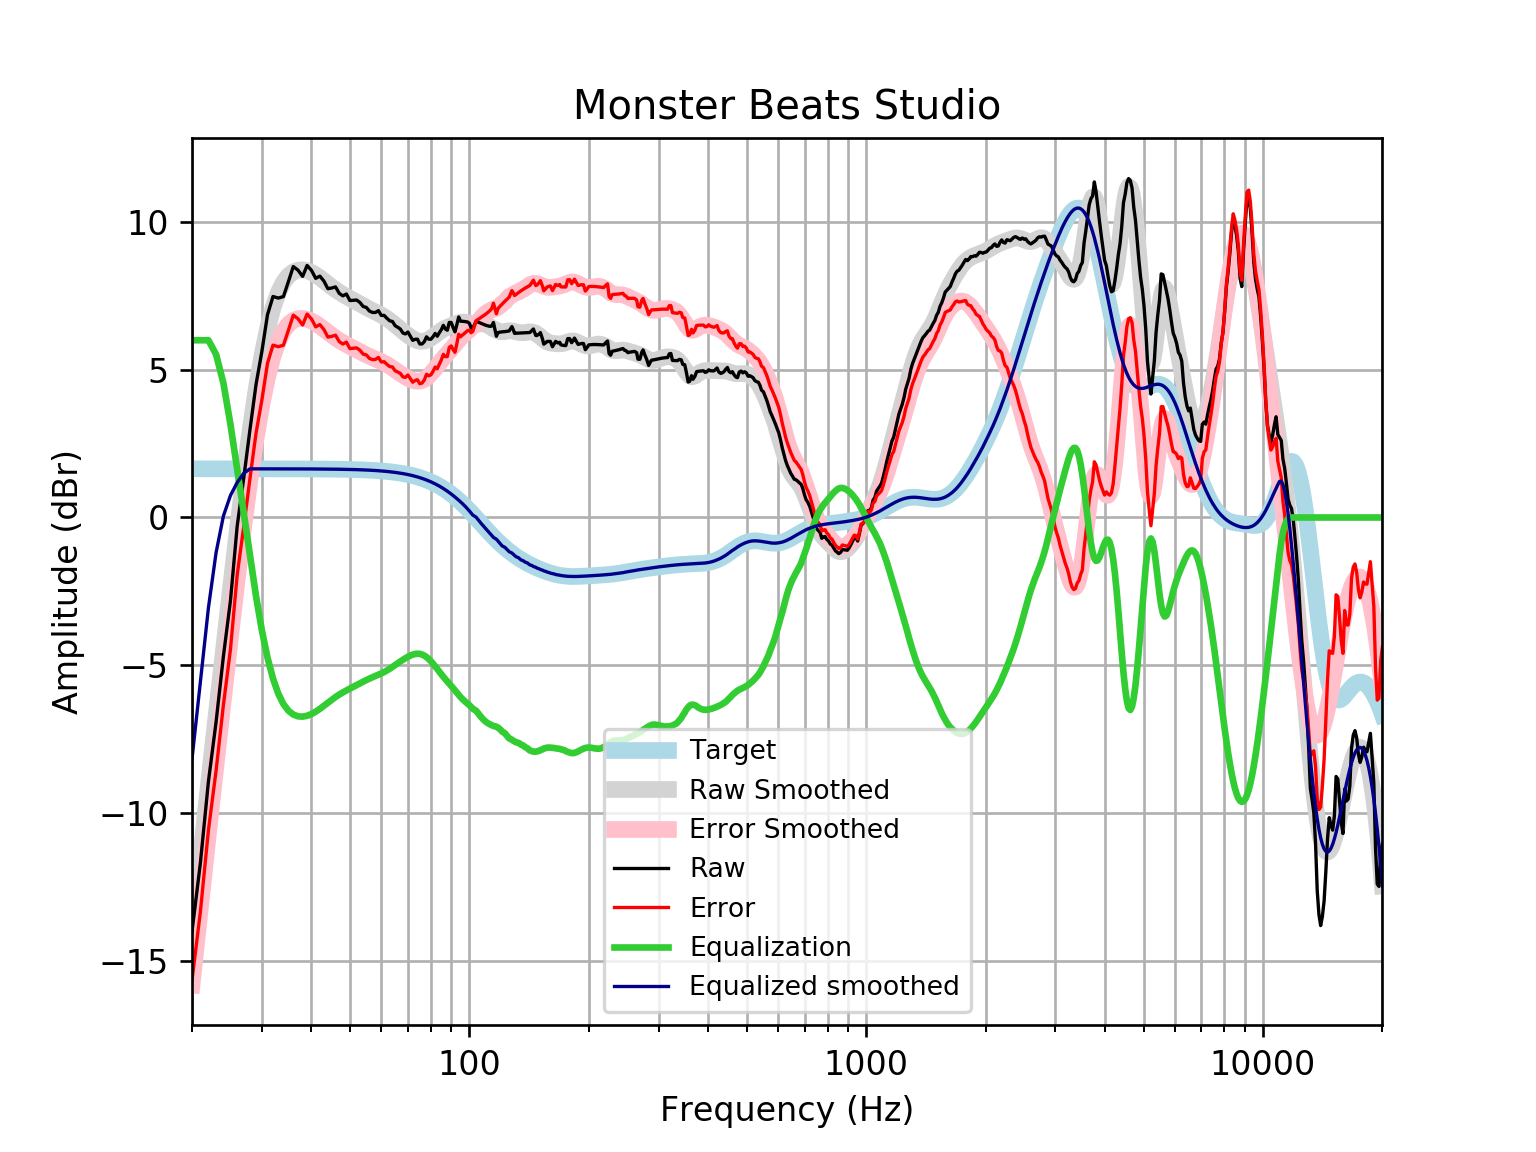 Monster Beats Studio
Amplitude (dBr)
10
5
0
−5
−10
−15
Target
Raw Smoothed
Error Smoothed
Raw
Error
Equalization
Equalized smoothed
100
1000
10000
Frequency (Hz)